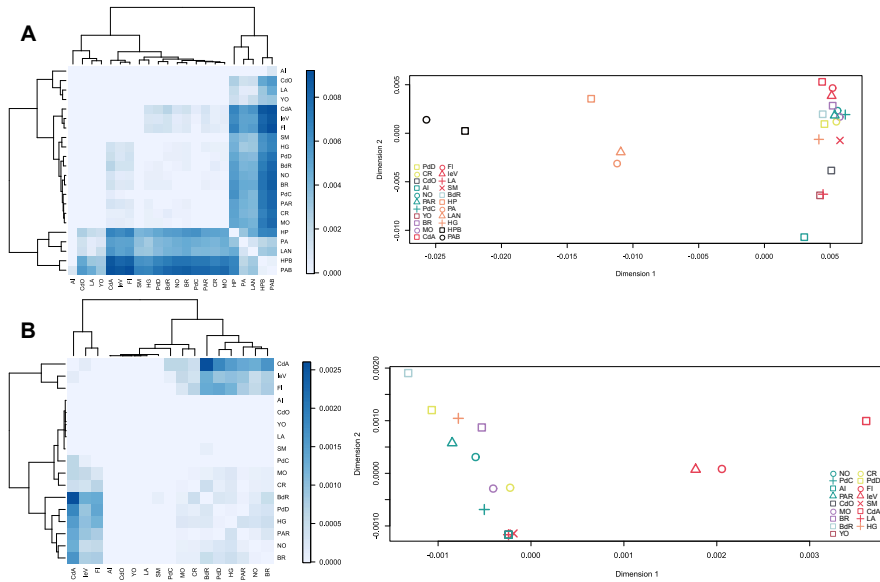 A
AI
CdO
LA
YO
CdA
IeV
FI
SM
HG
PdD
BdR
NO
BR
PdC
PAR
CR
MO
HP
PA
LAN
HPB
PAB
AI
CdO
LA
YO
CdA
IeV
FI
SM
HG
PdD
BdR
NO
BR
PdC
PAR
CR
MO
HP
PA
LAN
HPB
PAB
0.008
0.006
0.004
0.002
0.000
Dimension 2
0.005
0.000
-0.005
-0.010
PdD FI
CR IeV
CdO LA
AI SM
NO BdR
PAR HP
PdC PA
YO LAN
BR HPB
MO PAB
CdA
-0.025 -0.020 -0.015 -0.010 -0.005 0.000 0.005
Dimension 1
B
CdA
IeV
FI
AI
CdO
YO
LA
SM
PdC
MO
CR
BdR
PdD
HG
PAR
NO
BR
CdA
IeV
FI
AI
CdO
YO
LA
SM
PdC
MO
CR
BdR
PdD
HG
PAR
NO
BR
0.0025
0.0020
0.0015
0.0010
0.0005
0.0000
Dimension 2
0.0020
0.0010
0.0000
-0.0010
NO CR
PdC PdD
AI FI
PAR IeV
CdO SM
MO CdA
BR LA
BdR HG
YO
-0.001 0.000 0.001 0.002 0.003
Dimension 1